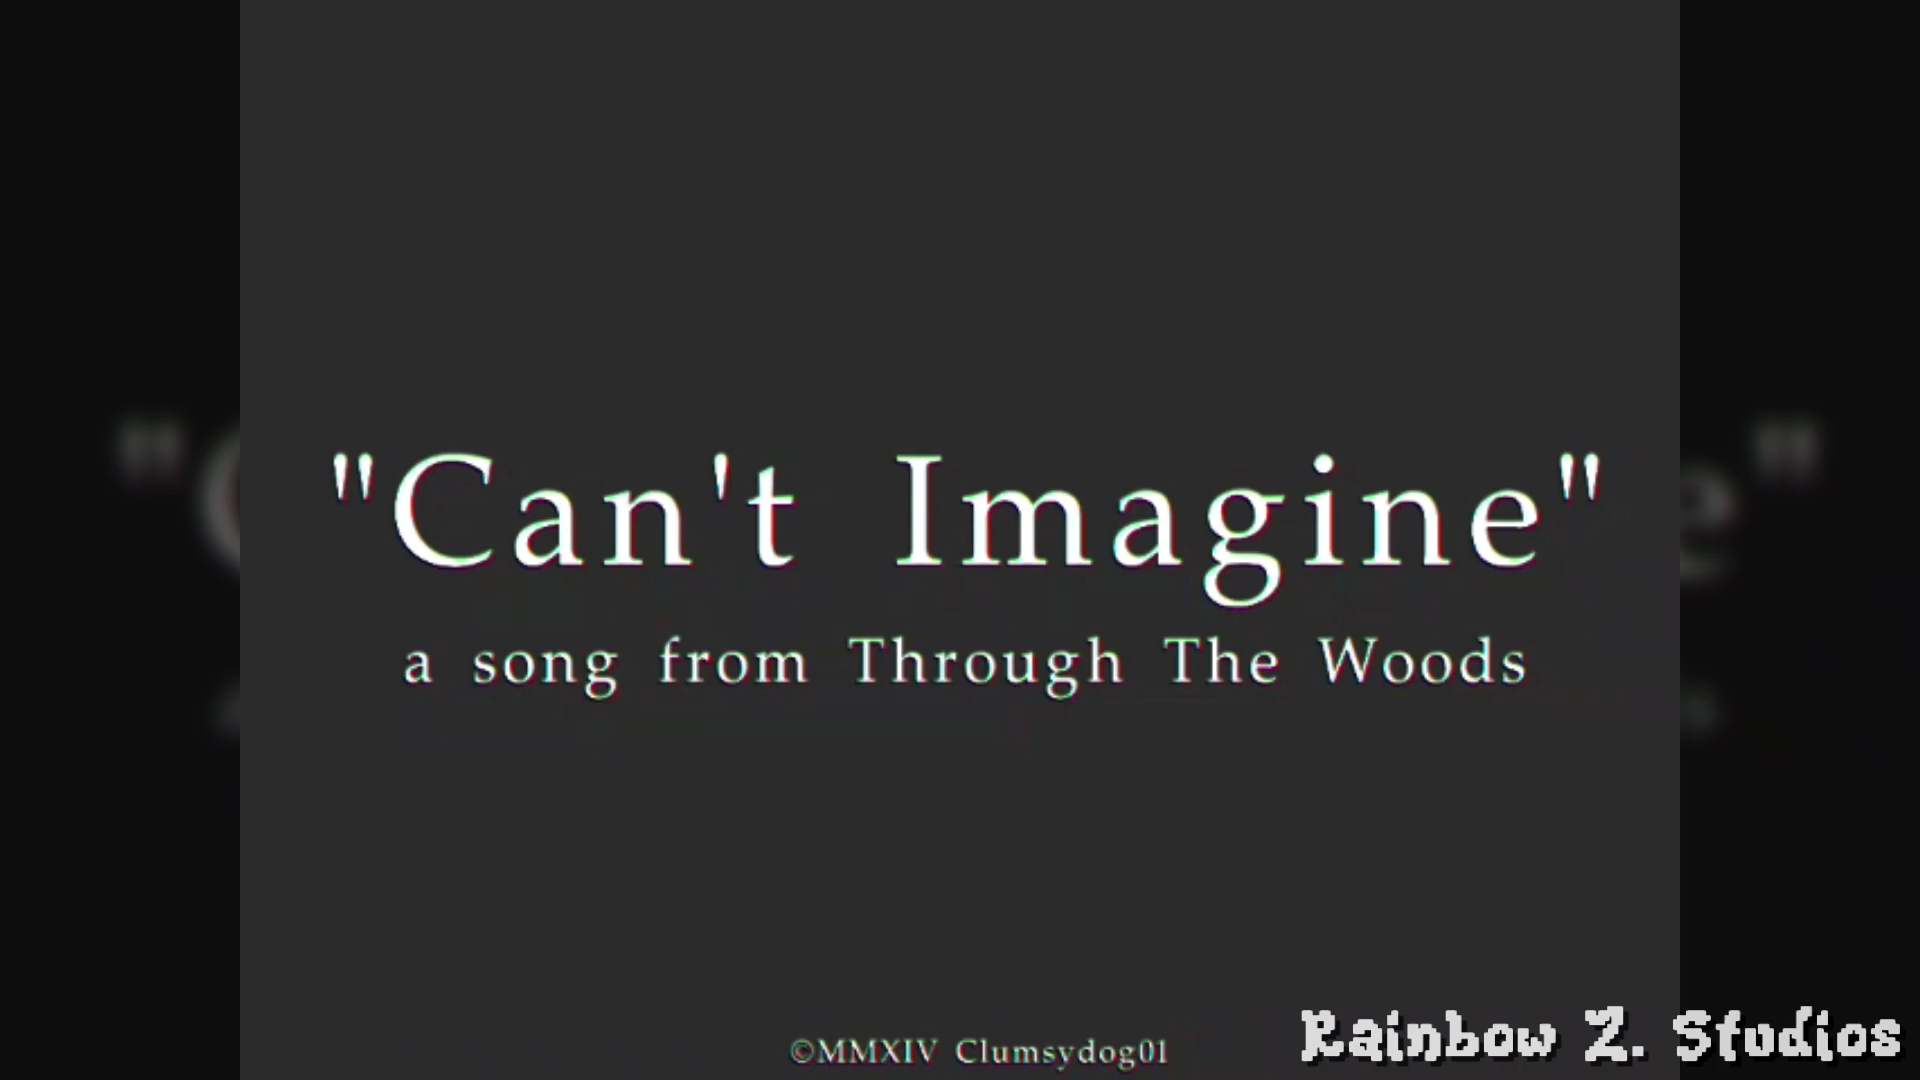 "Can't Imagine"
a song from Through The Woods
©MMXIV Clumsydog01
Rainbow Z. Studios